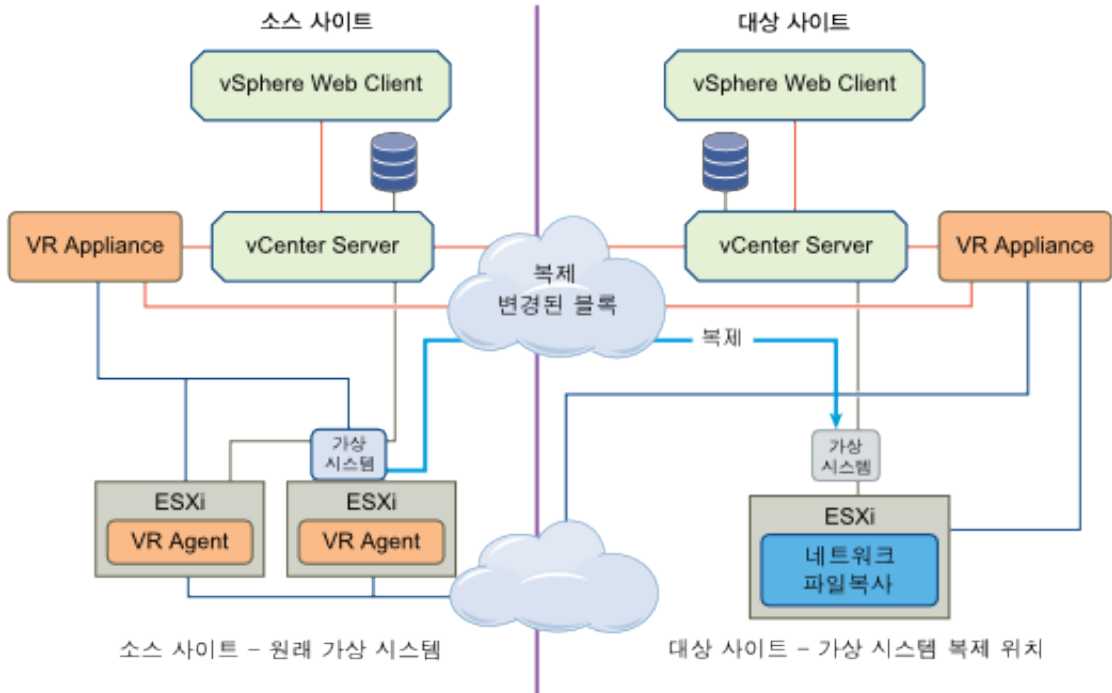 소스 사이트
대상 사이트
vSphere Web Client
vSphere Web Client
VR Appliance
vCenter Server
vCenter Server
VR Appliance
복제
변경된 블록
복제
가상
시스템
가상
시스템
ESXi
VR Agent
ESXi
VR Agent
ESXi
네트워크
파일복사
소스 사이트 – 원래 가상 시스템
대상 사이트 – 가상 시스템 복제 위치